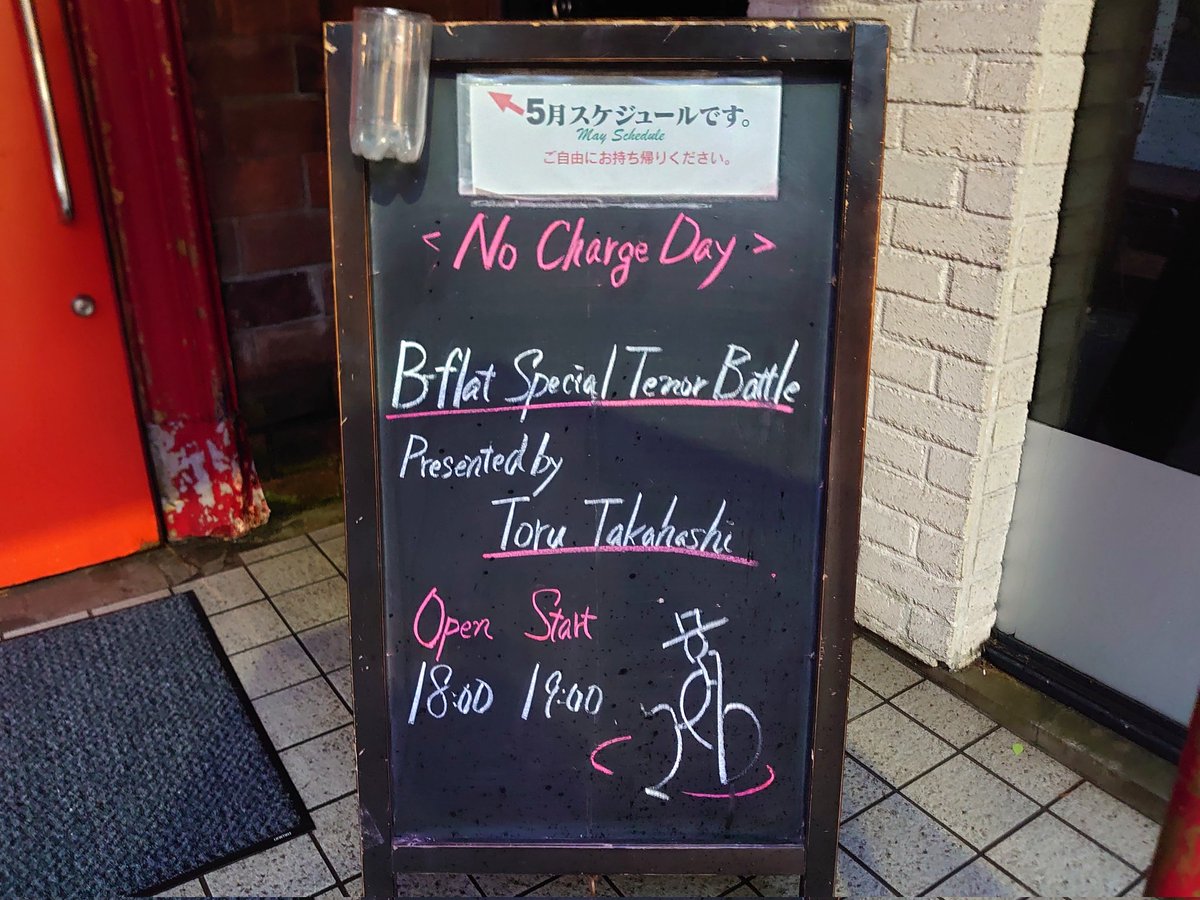 5月スケジュールです。
May Schedule
ご自由にお持ち帰りください。
< No Charge Day >
B-flat Special Tenor Battle
Presented by
Toru Takahashi
Open Start
18:00 19:00